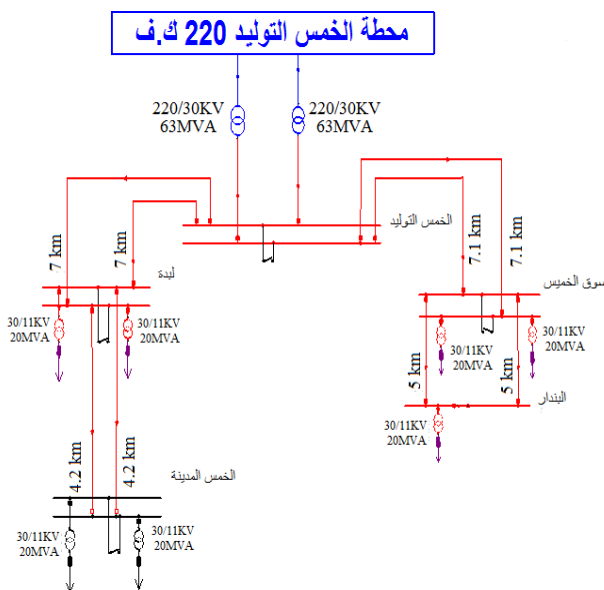 محطة الخمس التوليد 220 ك.ف
220/30KV
63MVA
220/30KV
63MVA
الخمس التوليد
7 km
7 km
7.1 km
7.1 km
لبدة
سوق الخميس
30/11KV
20MVA
30/11KV
20MVA
30/11KV
20MVA
30/11KV
20MVA
5 km
5 km
البندار
30/11KV
20MVA
4.2 km
4.2 km
الخمس المدينة
30/11KV
20MVA
30/11KV
20MVA